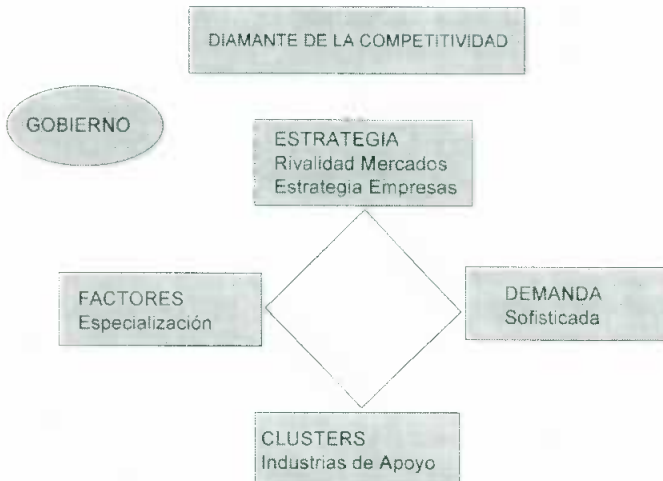 DIAMANTE DE LA COMPETITIVIDAD
GOBIERNO
ESTRATEGIA
Rivalidad Mercados
Estrategia Empresas
FACTORES
Especialización
DEMANDA
Sofisticada
CLUSTERS
Industrias de Apoyo